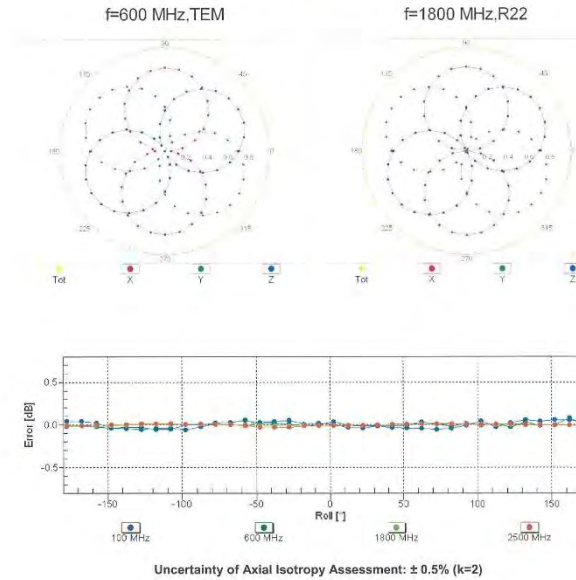 f=600 MHz,TEM
f=1800 MHz,R22
90
90
135
45
135
45
180
0.2 0.4 0.6 0.8
0
180
0.2 0.4 0.6 0.8
0
225
315
225
315
270
270
Tot X Y Z
Tot X Y Z
Error [dB]
0.5
0.0
-0.5
-150 -100 -50 0 50 100 150
Roll [°]
100 MHz 600 MHz 1800 MHz 2500 MHz
Uncertainty of Axial Isotropy Assessment: ± 0.5% (k=2)